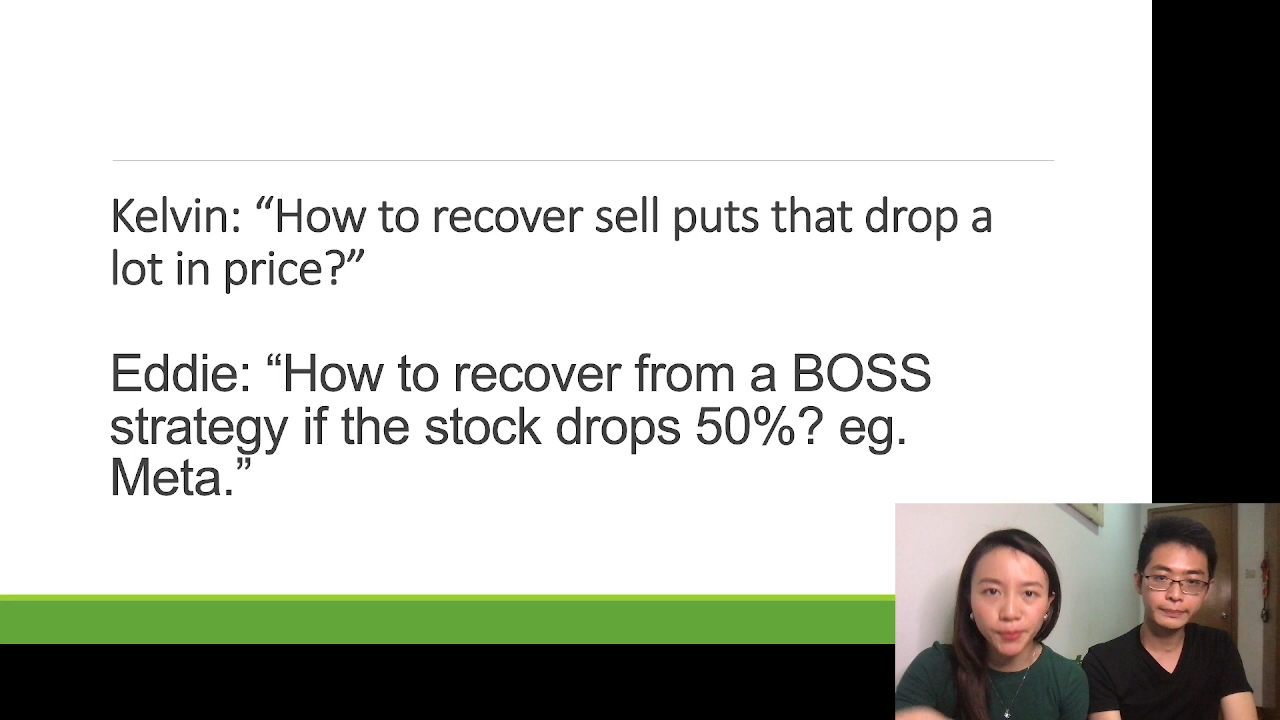 Kelvin: “How to recover sell puts that drop a
lot in price?”
Eddie: “How to recover from a BOSS
strategy if the stock drops 50%? eg.
Meta.”